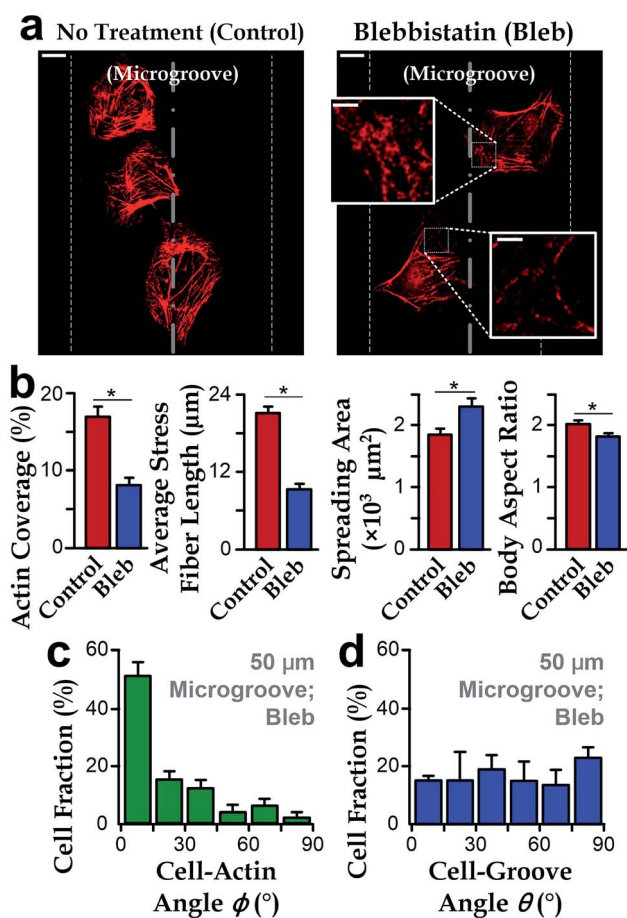 a
No Treatment (Control)
Blebbistatin (Bleb)
(Microgroove)
(Microgroove)
b
Actin Coverage (%)
20
10
0
Control
Bleb
*
Average Stress
Fiber Length (μm)
24
12
0
Control
Bleb
*
Spreading Area
(×10³ μm²)
2
1
0
Control
Bleb
*
Body Aspect Ratio
2
1
0
Control
Bleb
*
c
50 μm
Microgroove;
Bleb
Cell Fraction (%)
60
40
20
0
0
30
60
90
Cell-Actin
Angle ϕ (°)
d
50 μm
Microgroove;
Bleb
Cell Fraction (%)
60
40
20
0
0
30
60
90
Cell-Groove
Angle θ (°)